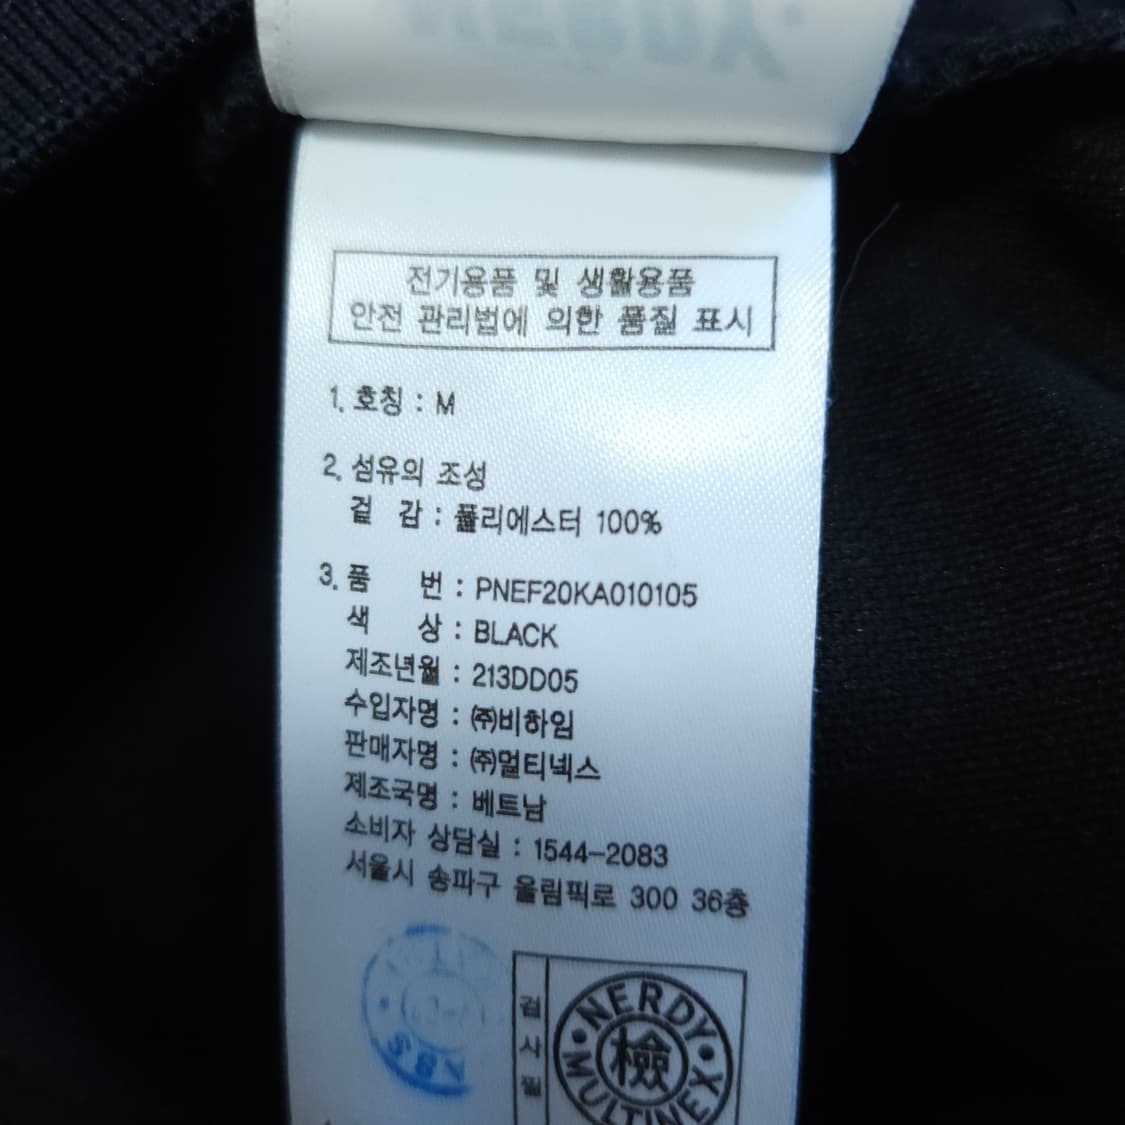 NERDY.
전기용품 및 생활용품
안전 관리법에 의한 품질 표시
1. 호칭 : M
2. 섬유의 조성
겉 감 : 폴리에스터 100%
3. 품 번 : PNEF20KA010105
색 상 : BLACK
제조년월 : 213DD05
수입자명 : ㈜비하임
판매자명 : ㈜멀티넥스
제조국명 : 베트남
소비자 상담실 : 1544-2083
서울시 송파구 올림픽로 300 36층
검사필
NERDY
檢
MULTINEX